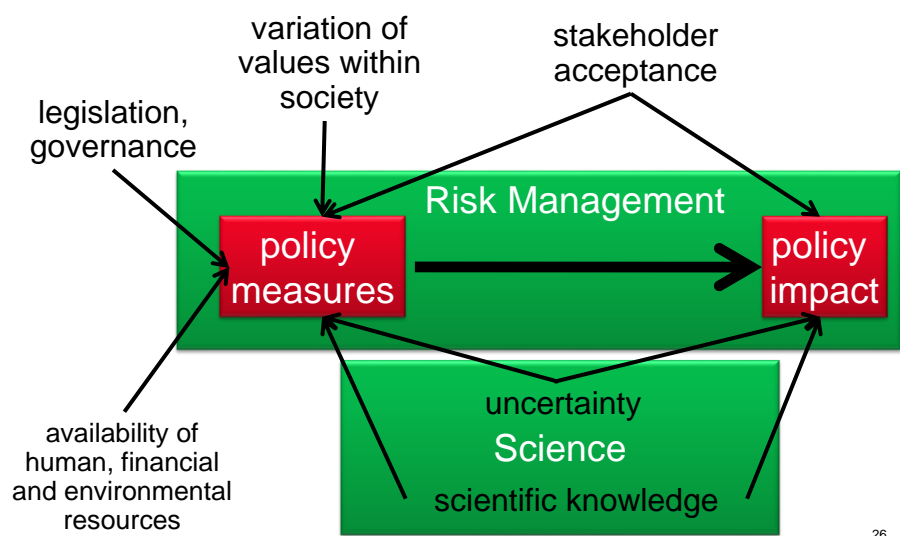 variation of
values within
society
stakeholder
acceptance
legislation,
governance
Risk Management
policy
measures
policy
impact
uncertainty
Science
scientific knowledge
availability of
human, financial
and environmental
resources
26